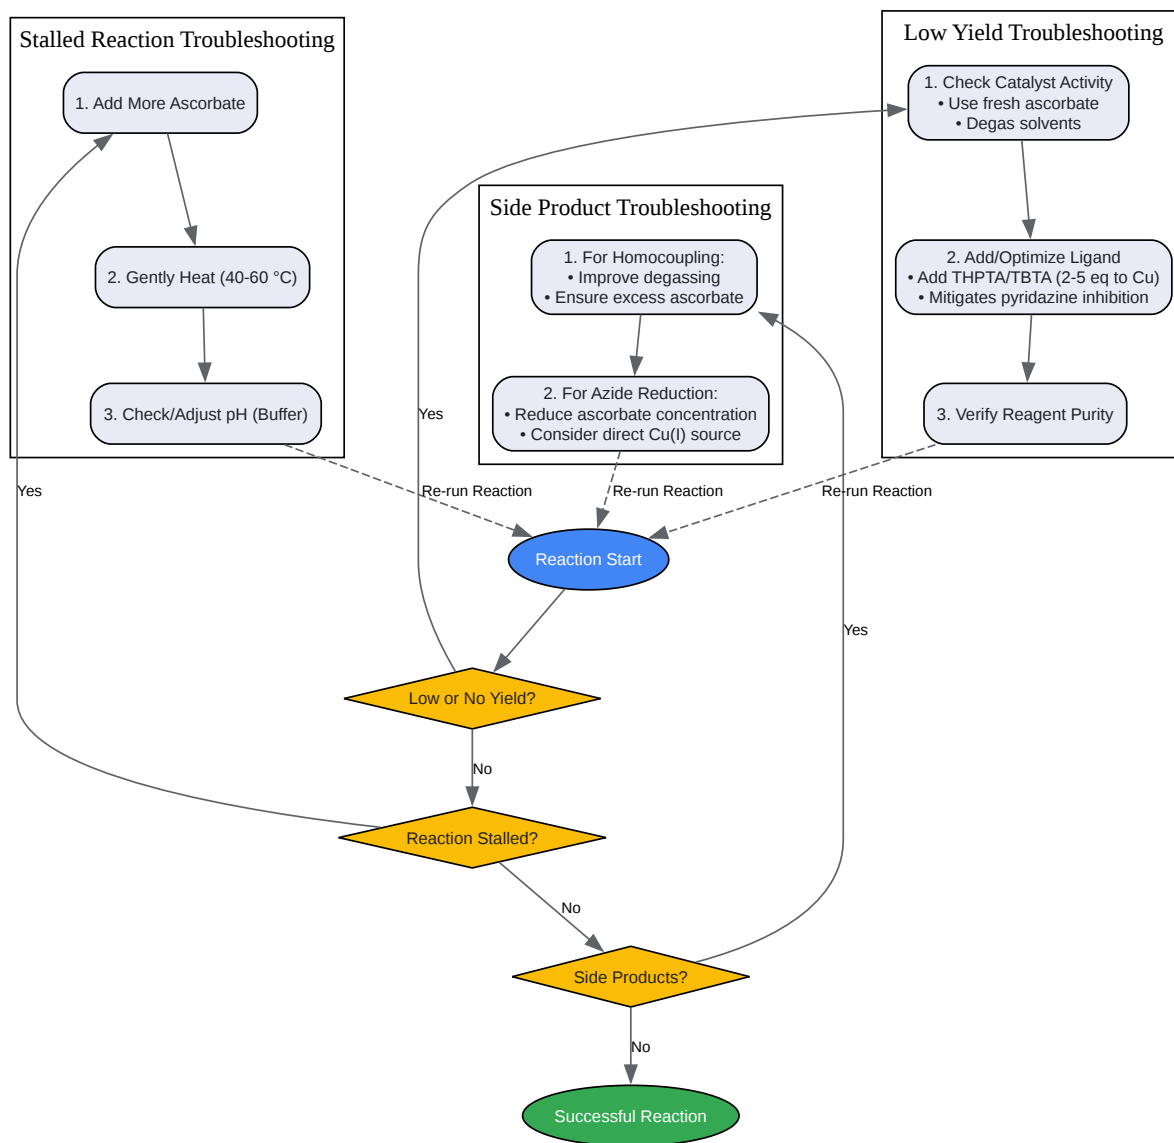 Stalled Reaction Troubleshooting
1. Add More Ascorbate
2. Gently Heat (40-60 °C)
3. Check/Adjust pH (Buffer)
Side Product Troubleshooting
1. For Homocoupling:
• Improve degassing
• Ensure excess ascorbate
2. For Azide Reduction:
• Reduce ascorbate concentration
• Consider direct Cu(I) source
Low Yield Troubleshooting
1. Check Catalyst Activity
• Use fresh ascorbate
• Degas solvents
2. Add/Optimize Ligand
• Add THPTA/TBTA (2-5 eq to Cu)
• Mitigates pyridazine inhibition
3. Verify Reagent Purity
Yes
Yes
Re-run Reaction
Re-run Reaction
Re-run Reaction
Reaction Start
Yes
Low or No Yield?
No
Reaction Stalled?
No
Side Products?
No
Successful Reaction